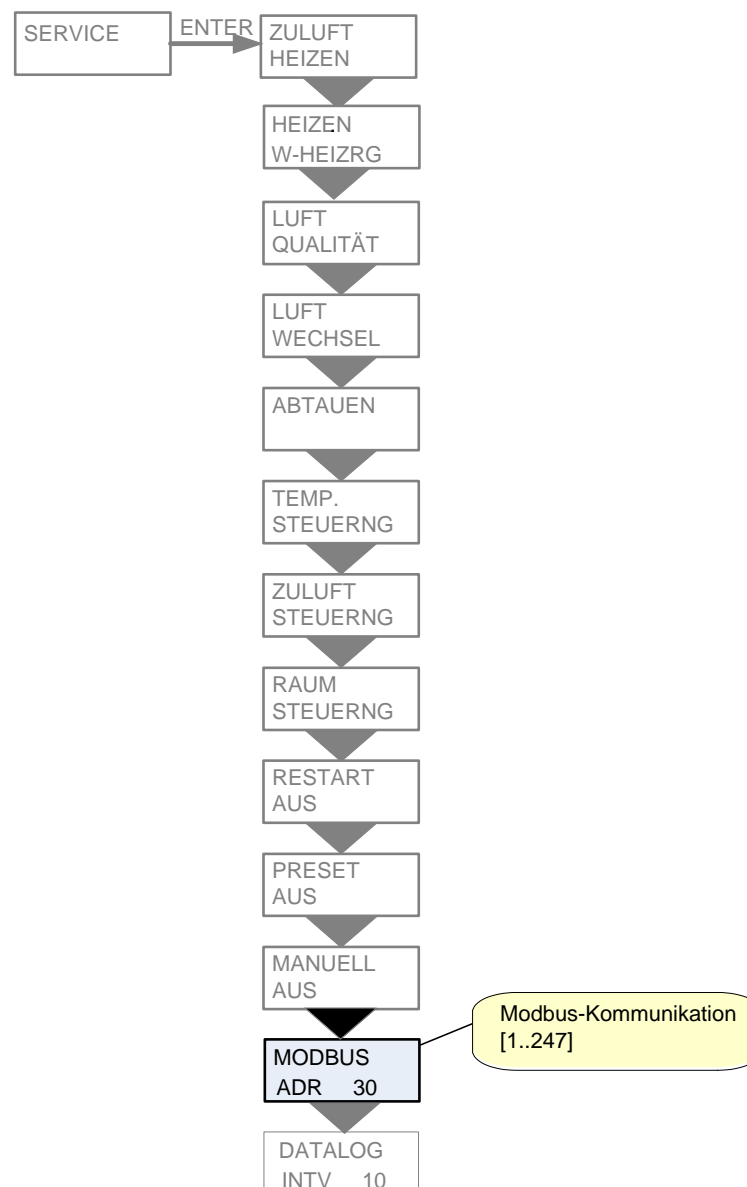 SERVICE
ENTER
ZULUFT
HEIZEN
HEIZEN
W-HEIZRG
LUFT
QUALITÄT
LUFT
WECHSEL
ABTAUEN
TEMP.
STEUERNG
ZULUFT
STEUERNG
RAUM
STEUERNG
RESTART
AUS
PRESET
AUS
MANUELL
AUS
Modbus-Kommunikation
[1..247]
MODBUS
ADR 30
DATALOG
INTV 10